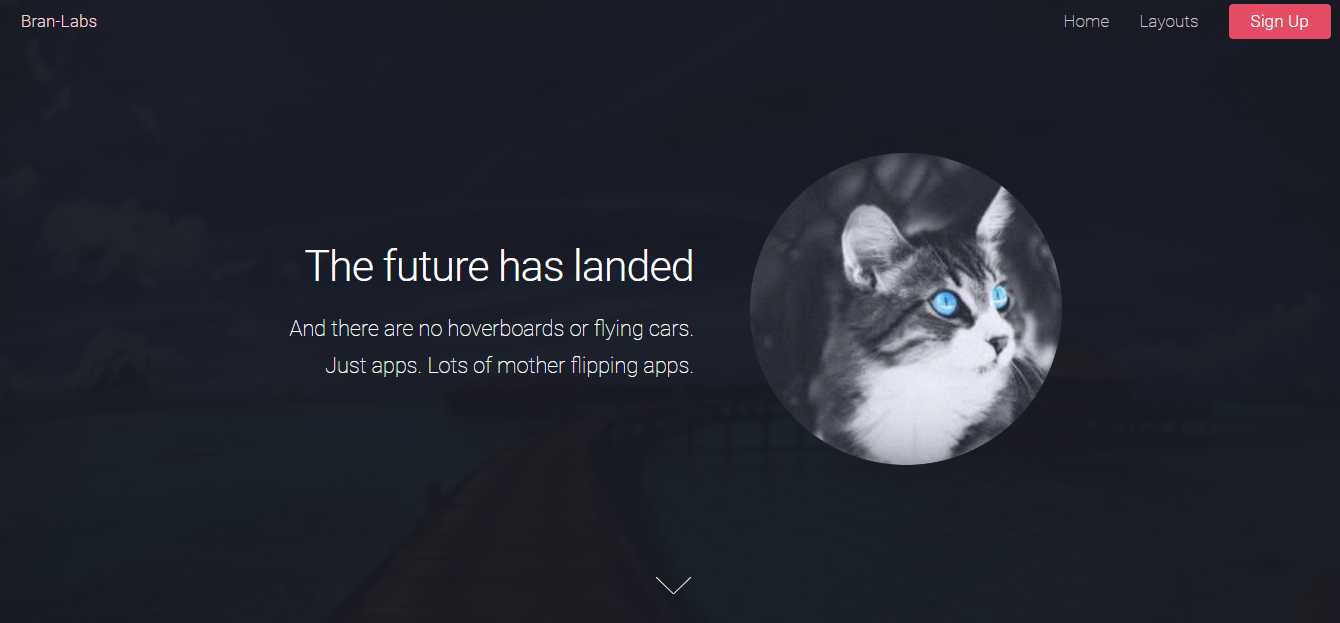 Bran-Labs
Home
Layouts
Sign Up
The future has landed
And there are no hoverboards or flying cars.
Just apps. Lots of mother flipping apps.